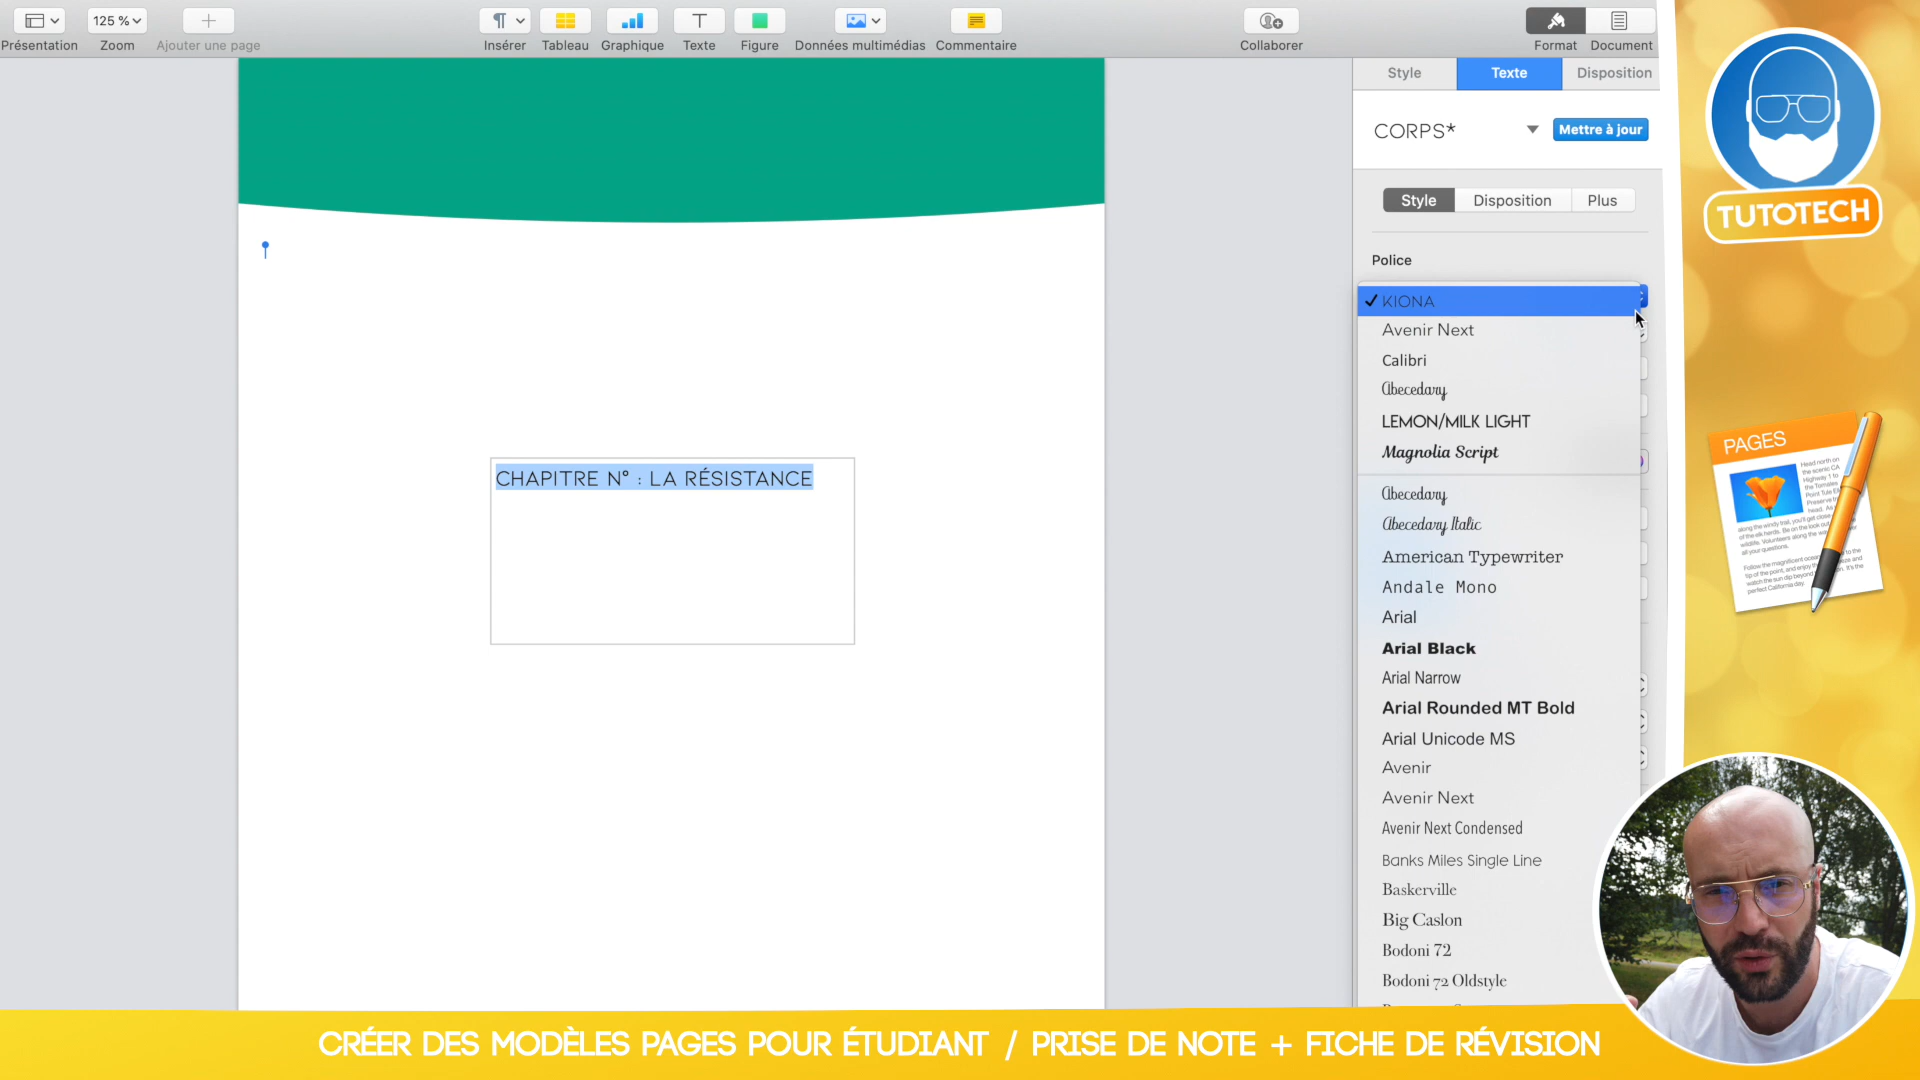 125 %
Présentation
Zoom
Ajouter une page
Insérer
Tableau
Graphique
Texte
Figure
Données multimédias
Commentaire
Collaborer
Format
Document
Style
Texte
Disposition
CORPS*
Mettre à jour
Style
Disposition
Plus
Police
KIONA
Avenir Next
Calibri
Abecedary
LEMON/MILK LIGHT
Magnolia Script
Abecedary
Abecedary Italic
American Typewriter
Andale Mono
Arial
Arial Black
Arial Narrow
Arial Rounded MT Bold
Arial Unicode MS
Avenir
Avenir Next
Avenir Next Condensed
Banks Miles Single Line
Baskerville
Big Caslon
Bodoni 72
Bodoni 72 Oldstyle
CHAPITRE N° : LA RÉSISTANCE
TUTOTECH
PAGES
CRÉER DES MODÈLES PAGES POUR ÉTUDIANT / PRISE DE NOTE + FICHE DE RÉVISION